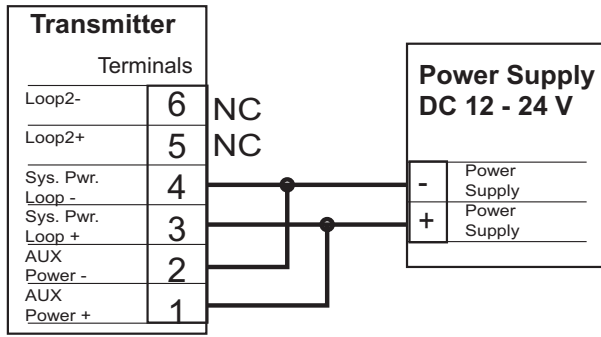 Transmitter
Terminals
Loop2-
6
NC
Loop2+
5
NC
Sys. Pwr.
Loop -
4
Sys. Pwr.
Loop +
3
AUX
Power -
2
AUX
Power +
1
Power Supply
DC 12 - 24 V
-
Power
Supply
+
Power
Supply